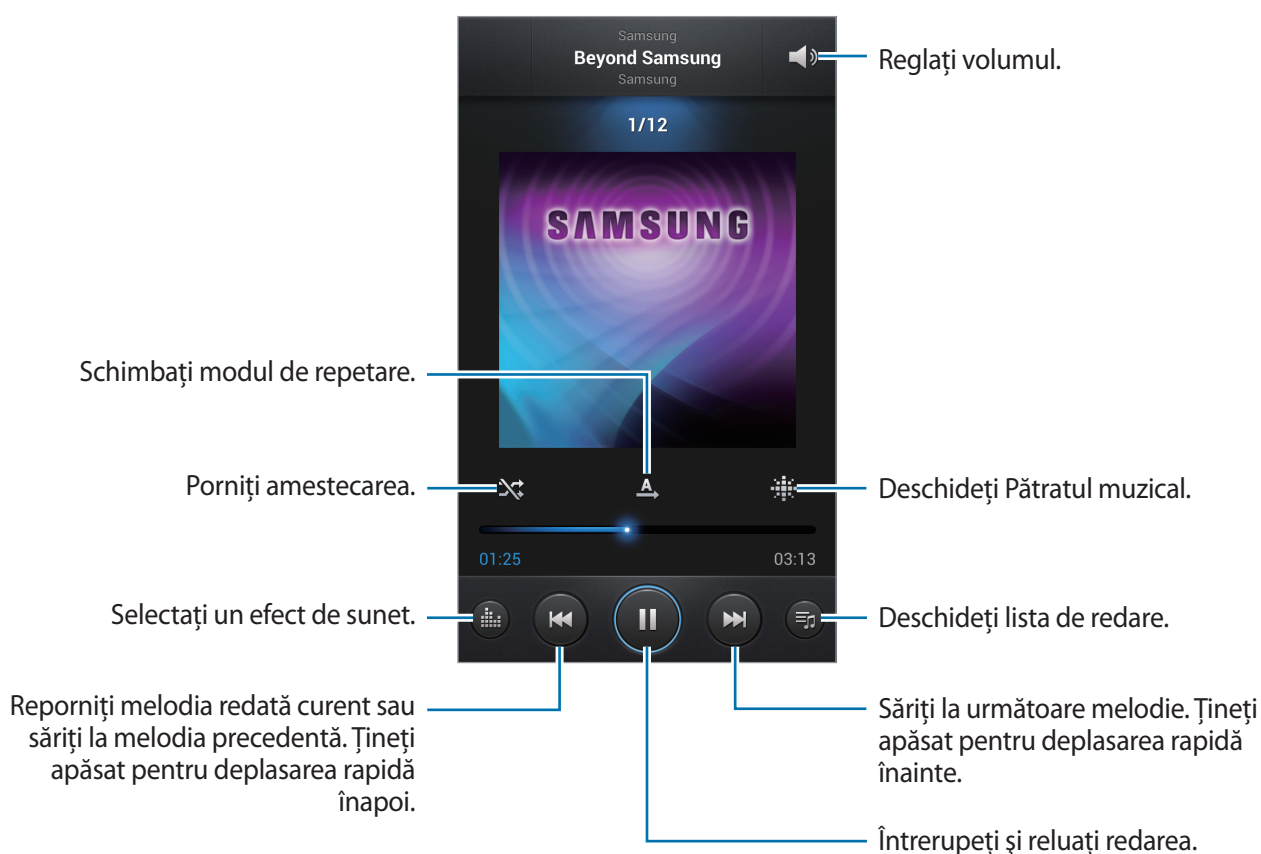 Samsung
Beyond Samsung
Samsung
Reglați volumul.
1/12
SAMSUNG
Schimbați modul de repetare.
A
Porniți amestecarea.
Deschideți Pătratul muzical.
01:25
03:13
Selectați un efect de sunet.
Deschideți lista de redare.
Reporniți melodia redată curent sau
săriți la melodia precedentă. Țineți
apăsat pentru deplasarea rapidă
înapoi.
Săriți la următoare melodie. Țineți
apăsat pentru deplasarea rapidă
înainte.
Întrerupeți şi reluați redarea.